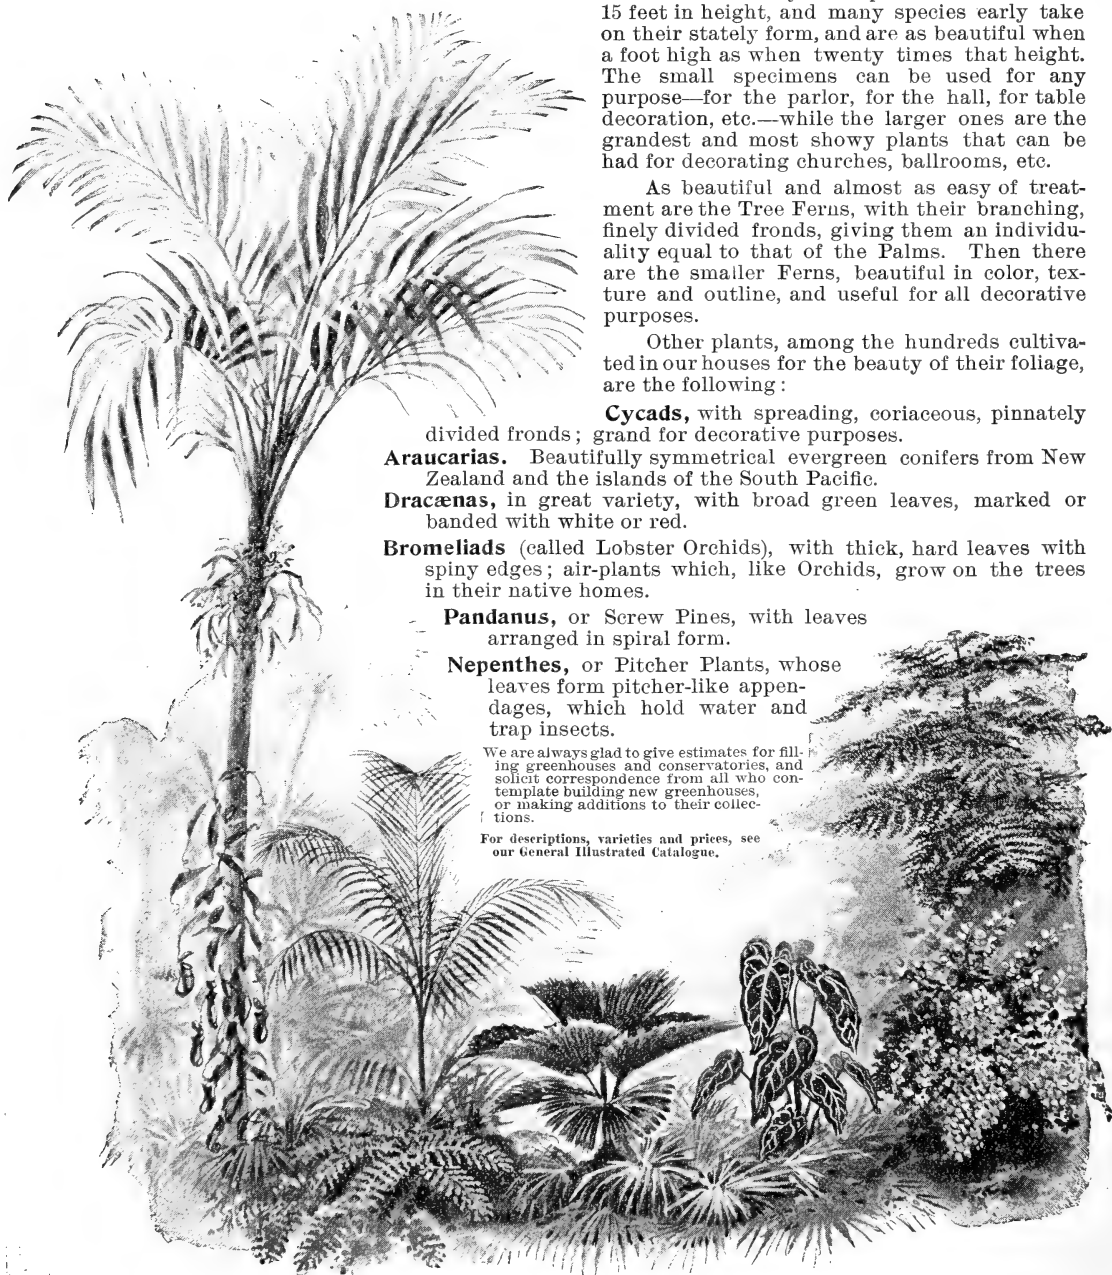 15 feet in height, and many species early take
on their stately form, and are as beautiful when
a foot high as when twenty times that height.
The small specimens can be used for any
purpose—for the parlor, for the hall, for table
decoration, etc.—while the larger ones are the
grandest and most showy plants that can be
had for decorating churches, ballrooms, etc.
As beautiful and almost as easy of treat-
ment are the Tree Ferns, with their branching,
finely divided fronds, giving them an individu-
ality equal to that of the Palms. Then there
are the smaller Ferns, beautiful in color, tex-
ture and outline, and useful for all decorative
purposes.
Other plants, among the hundreds cultiva-
ted in our houses for the beauty of their foliage,
are the following:
Cycads, with spreading, coriaceous, pinnately
divided fronds; grand for decorative purposes.
Araucarias. Beautifully symmetrical evergreen conifers from New
Zealand and the islands of the South Pacific.
Dracænas, in great variety, with broad green leaves, marked or
banded with white or red.
Bromeliads (called Lobster Orchids), with thick, hard leaves with
spiny edges; air-plants which, like Orchids, grow on the trees
in their native homes.
Pandanus, or Screw Pines, with leaves
arranged in spiral form.
Nepenthes, or Pitcher Plants, whose
leaves form pitcher-like appen-
dages, which hold water and
trap insects.
We are always glad to give estimates for fill-
ing greenhouses and conservatories, and
solicit correspondence from all who con-
template building new greenhouses,
or making additions to their collec-
tions.
For descriptions, varieties and prices, see
our General Illustrated Catalogue.